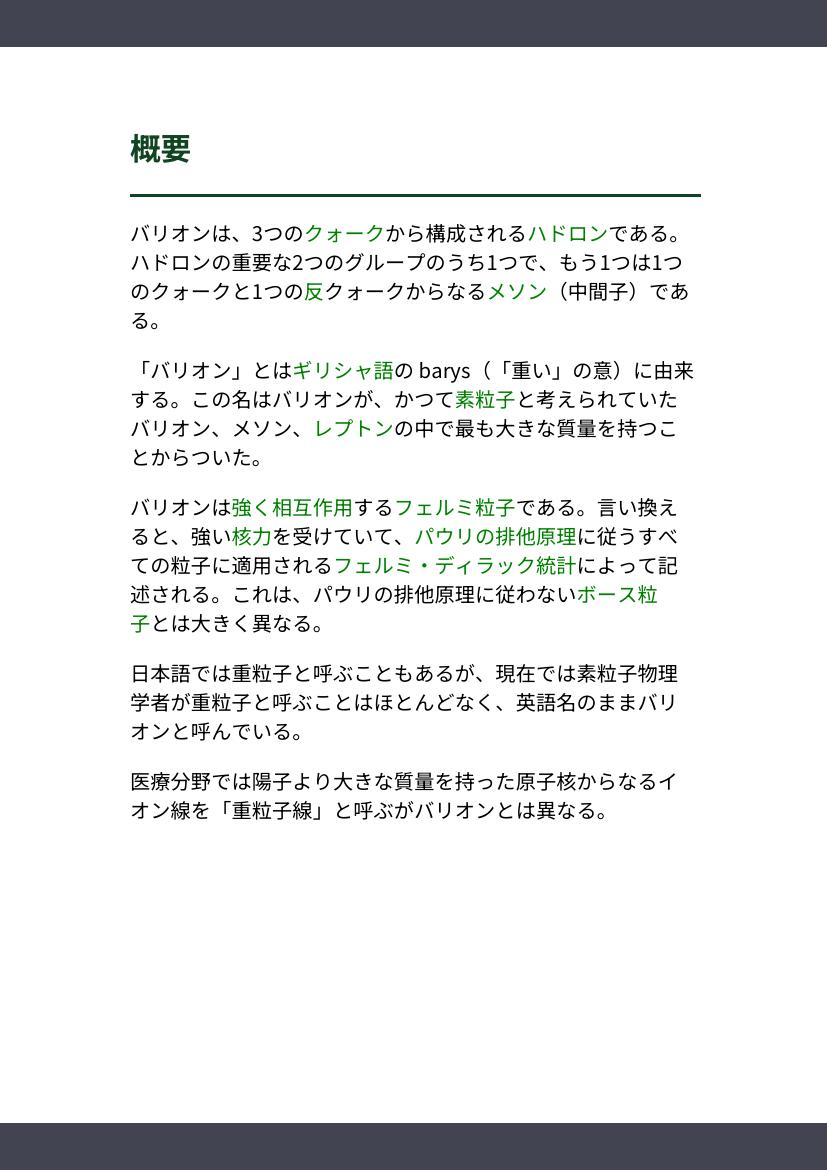 概要
バリオンは、3つのクォークから構成されるハドロンである。
ハドロンの重要な2つのグループのうち1つで、もう1つは1つ
のクォークと1つの反クォークからなるメソン（中間子）であ
る。
「バリオン」とはギリシャ語の barys（「重い」の意）に由来
する。この名はバリオンが、かつて素粒子と考えられていた
バリオン、メソン、レプトンの中で最も大きな質量を持つこ
とからついた。
バリオンは強く相互作用するフェルミ粒子である。言い換え
ると、強い核力を受けていて、パウリの排他原理に従うすべ
ての粒子に適用されるフェルミ・ディラック統計によって記
述される。これは、パウリの排他原理に従わないボース粒
子とは大きく異なる。
日本語では重粒子と呼ぶこともあるが、現在では素粒子物理
学者が重粒子と呼ぶことはほとんどなく、英語名のままバリ
オンと呼んでいる。
医療分野では陽子より大きな質量を持った原子核からなるイ
オン線を「重粒子線」と呼ぶがバリオンとは異なる。